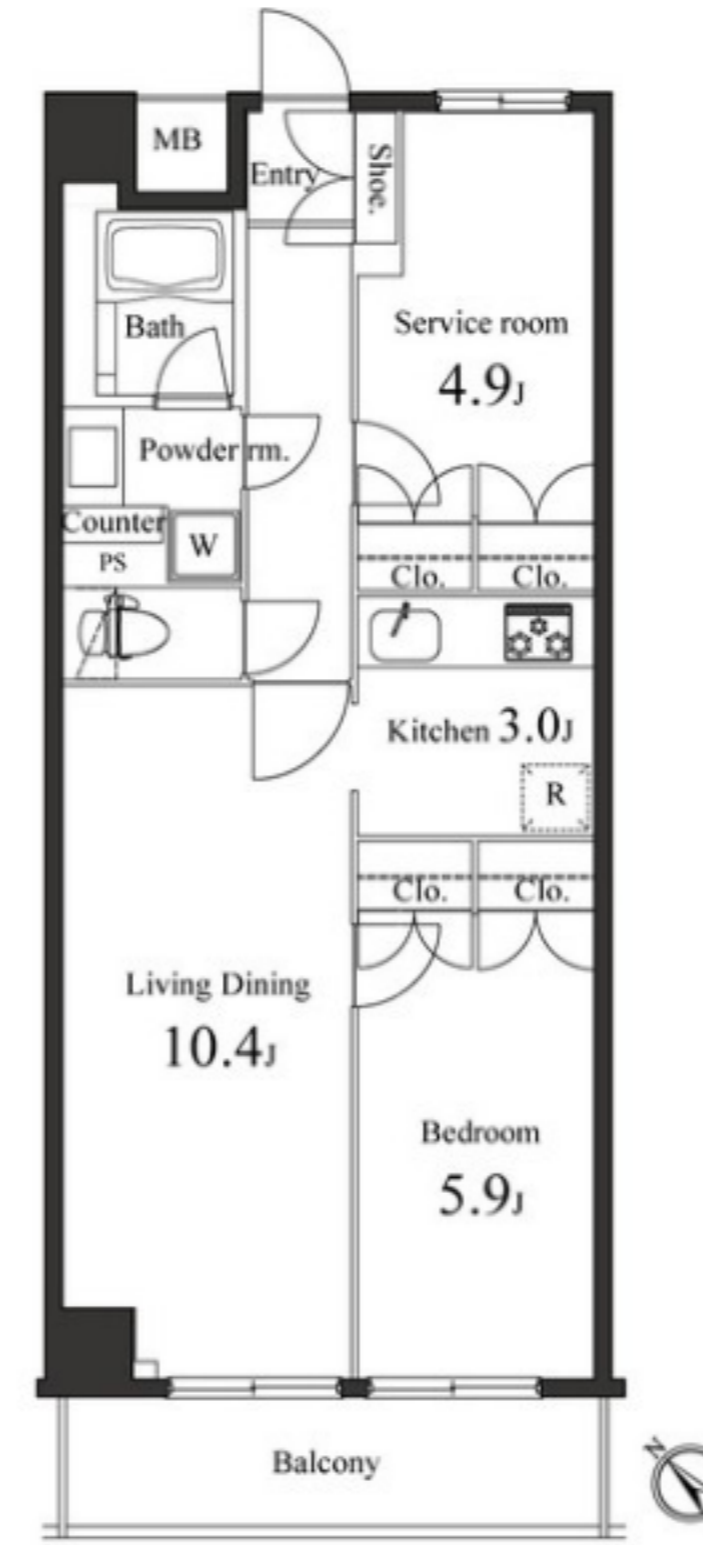 MB
Entry
Shoe.
Bath
Service room
4.9J
Powder rm.
Counter
W
PS
Clo.
Clo.
Kitchen 3.0J
R
Clo.
Clo.
Living Dining
10.4J
Bedroom
5.9J
Balcony
N